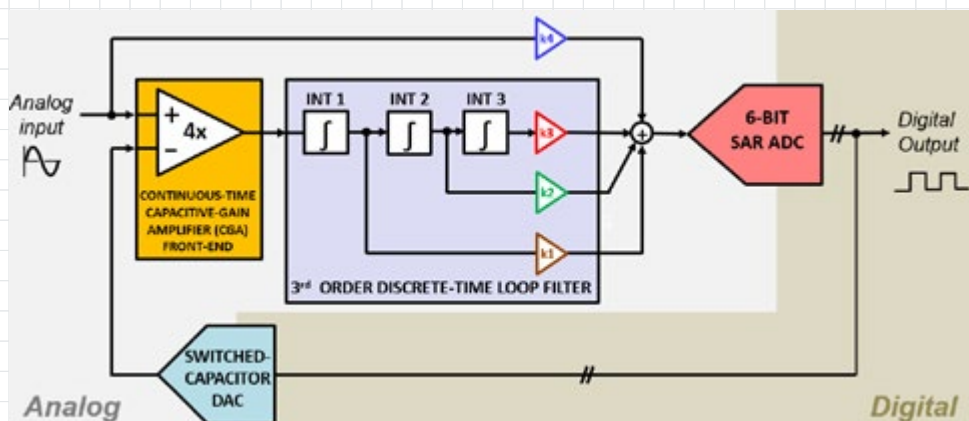 k4
Analog
input
+
4x
−
CONTINUOUS-TIME
CAPACITIVE-GAIN
AMPLIFIER (CGA)
FRONT-END
INT 1
INT 2
INT 3
∫
∫
∫
k3
k2
k1
3rd ORDER DISCRETE-TIME LOOP FILTER
+
6-BIT
SAR ADC
//
Digital
Output
SWITCHED-
CAPACITOR
DAC
//
Analog
Digital